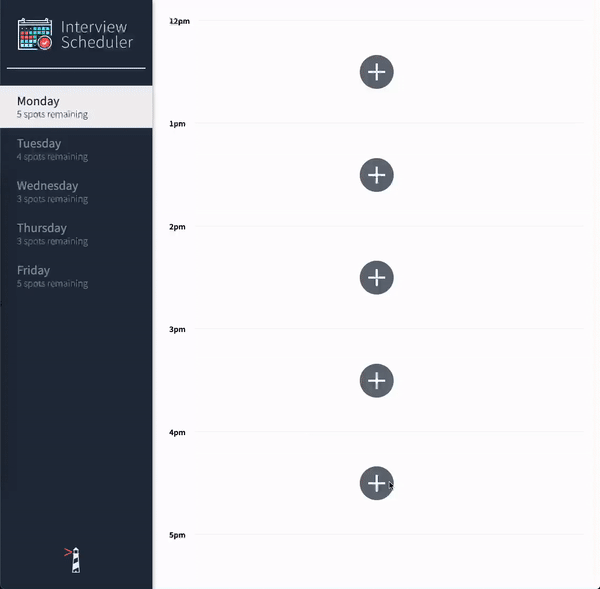 Interview
Scheduler
Monday
5 spots remaining
Tuesday
4 spots remaining
Wednesday
3 spots remaining
Thursday
3 spots remaining
Friday
5 spots remaining
12pm
1pm
2pm
3pm
4pm
5pm